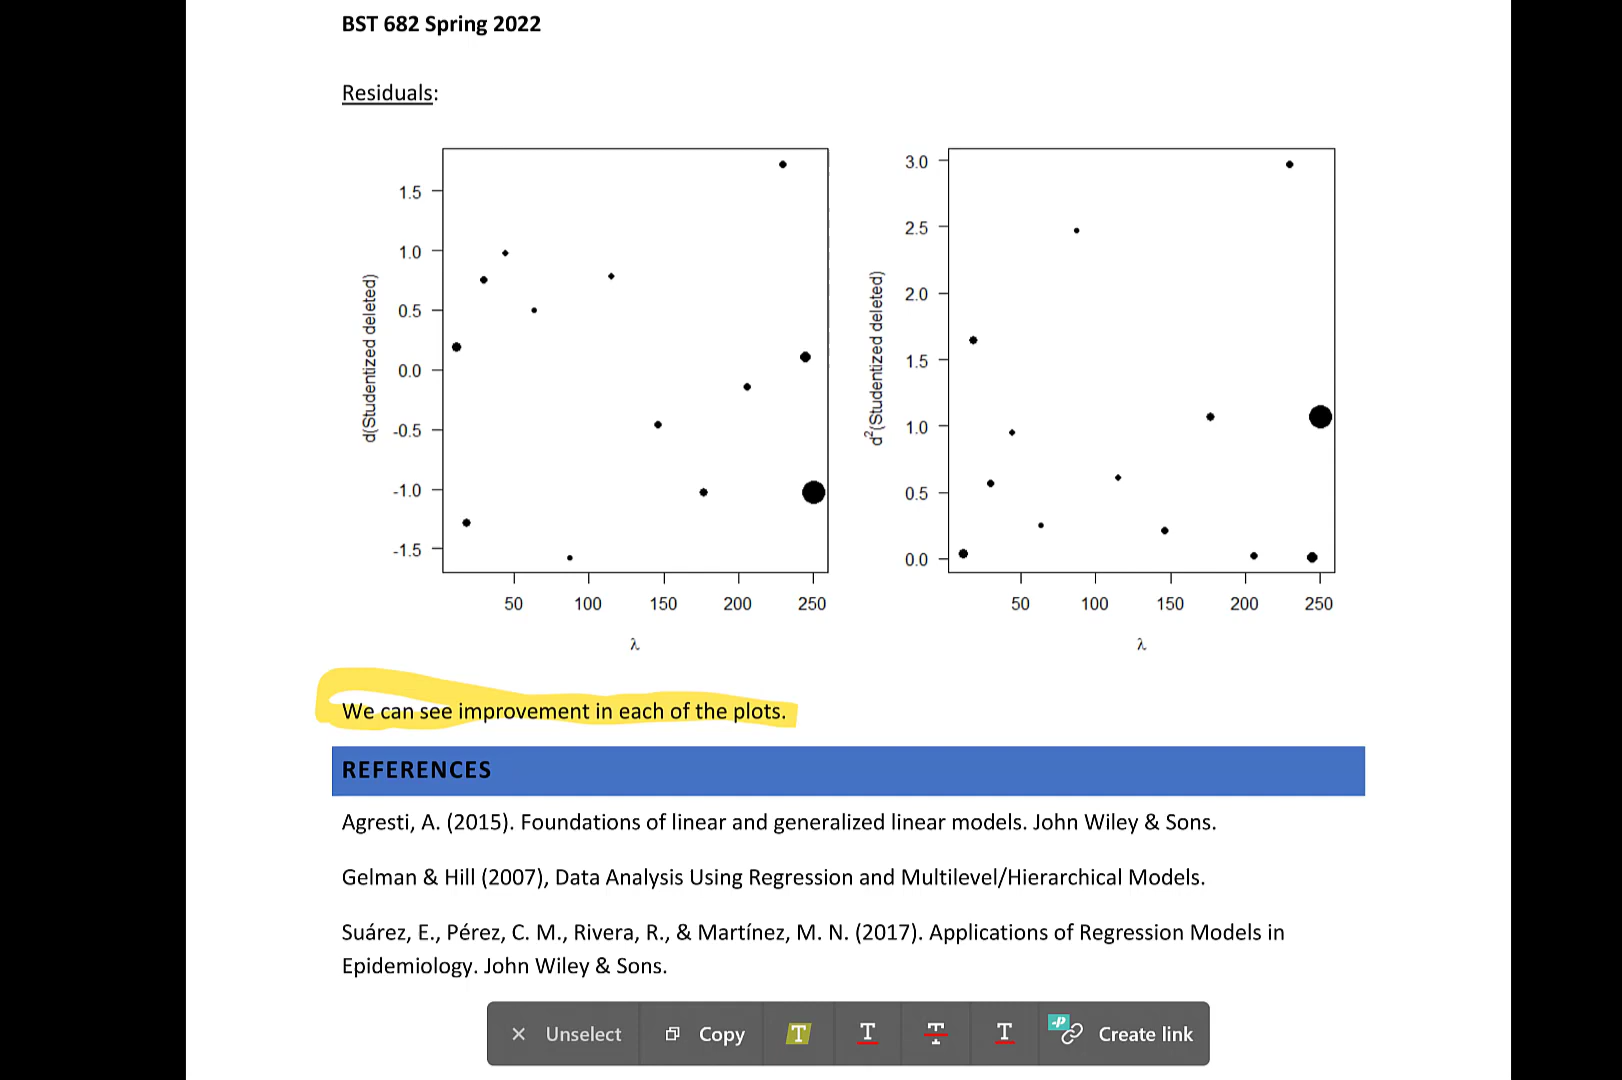 BST 682 Spring 2022
Residuals:
d(Studentized deleted)
1.5
1.0
0.5
0.0
-0.5
-1.0
-1.5
50 100 150 200 250
λ
d²(Studentized deleted)
3.0
2.5
2.0
1.5
1.0
0.5
0.0
50 100 150 200 250
λ
We can see improvement in each of the plots.
REFERENCES
Agresti, A. (2015). Foundations of linear and generalized linear models. John Wiley & Sons.
Gelman & Hill (2007), Data Analysis Using Regression and Multilevel/Hierarchical Models.
Suárez, E., Pérez, C. M., Rivera, R., & Martínez, M. N. (2017). Applications of Regression Models in
Epidemiology. John Wiley & Sons.
Unselect Copy T T T T P Create link